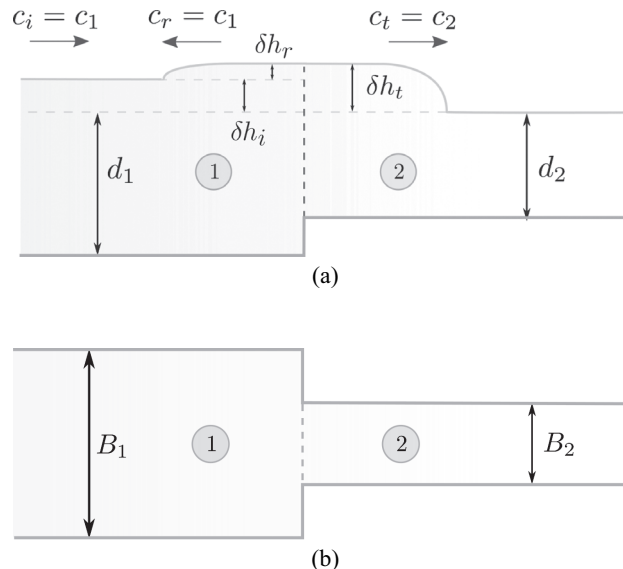 c_i = c_1 c_r = c_1 c_t = c_2
δh_r
δh_t
δh_i
d_1 1 2 d_2
(a)
B_1 1 2 B_2
(b)